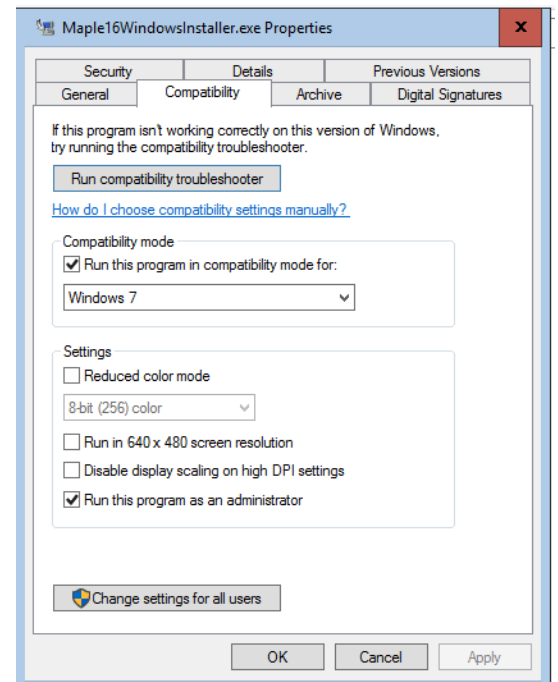 Maple16WindowsInstaller.exe Properties
x
Security Details Previous Versions
General Compatibility Archive Digital Signatures
If this program isn't working correctly on this version of Windows,
try running the compatibility troubleshooter.
Run compatibility troubleshooter
How do I choose compatibility settings manually?
Compatibility mode
Run this program in compatibility mode for:
Windows 7
Settings
Reduced color mode
8-bit (256) color
Run in 640 x 480 screen resolution
Disable display scaling on high DPI settings
Run this program as an administrator
Change settings for all users
OK Cancel Apply